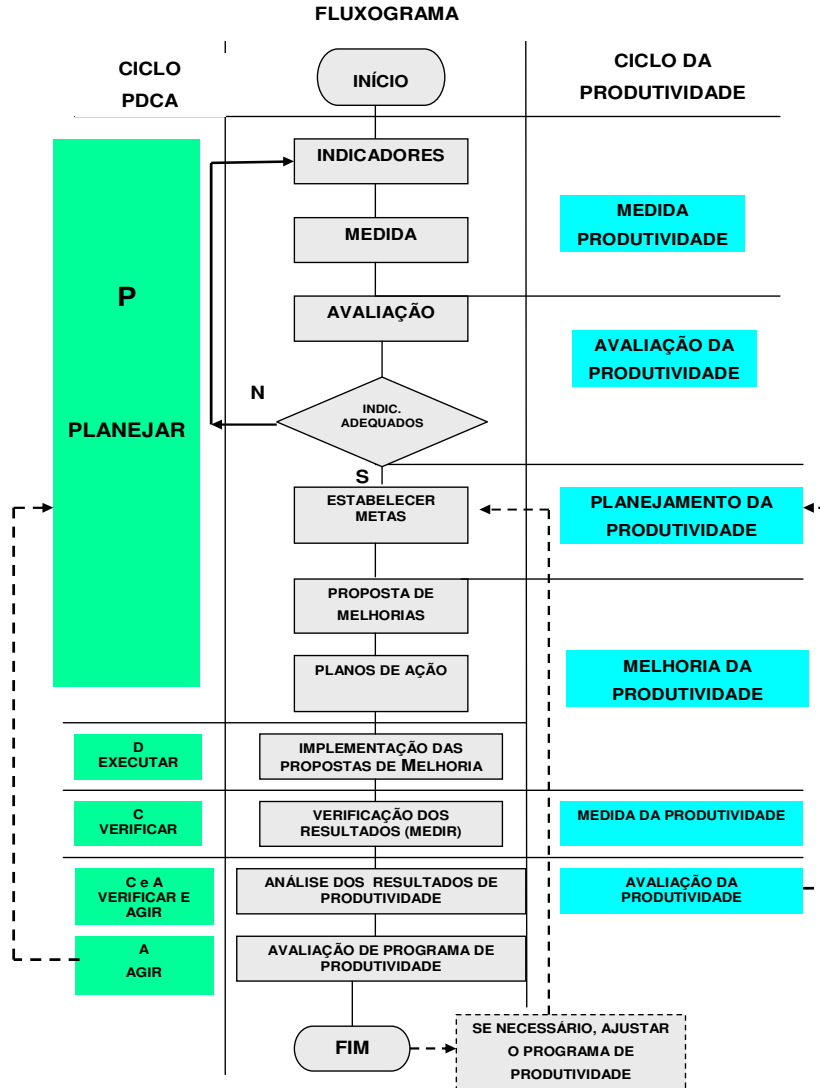 FLUXOGRAMA
CICLO
PDCA
INÍCIO
CICLO DA
PRODUTIVIDADE
INDICADORES
MEDIDA
MEDIDA
PRODUTIVIDADE
P
PLANEJAR
AVALIAÇÃO
AVALIAÇÃO DA
PRODUTIVIDADE
N
INDIC.
ADEQUADOS
S
ESTABELECER
METAS
PLANEJAMENTO DA
PRODUTIVIDADE
PROPOSTA DE
MELHORIAS
PLANOS DE AÇÃO
MELHORIA DA
PRODUTIVIDADE
D
EXECUTAR
IMPLEMENTAÇÃO DAS
PROPOSTAS DE MELHORIA
C
VERIFICAR
VERIFICAÇÃO DOS
RESULTADOS (MEDIR)
MEDIDA DA PRODUTIVIDADE
C e A
VERIFICAR E
AGIR
ANÁLISE DOS RESULTADOS DE
PRODUTIVIDADE
AVALIAÇÃO DA
PRODUTIVIDADE
A
AGIR
AVALIAÇÃO DE PROGRAMA DE
PRODUTIVIDADE
FIM
SE NECESSÁRIO, AJUSTAR
O PROGRAMA DE
PRODUTIVIDADE